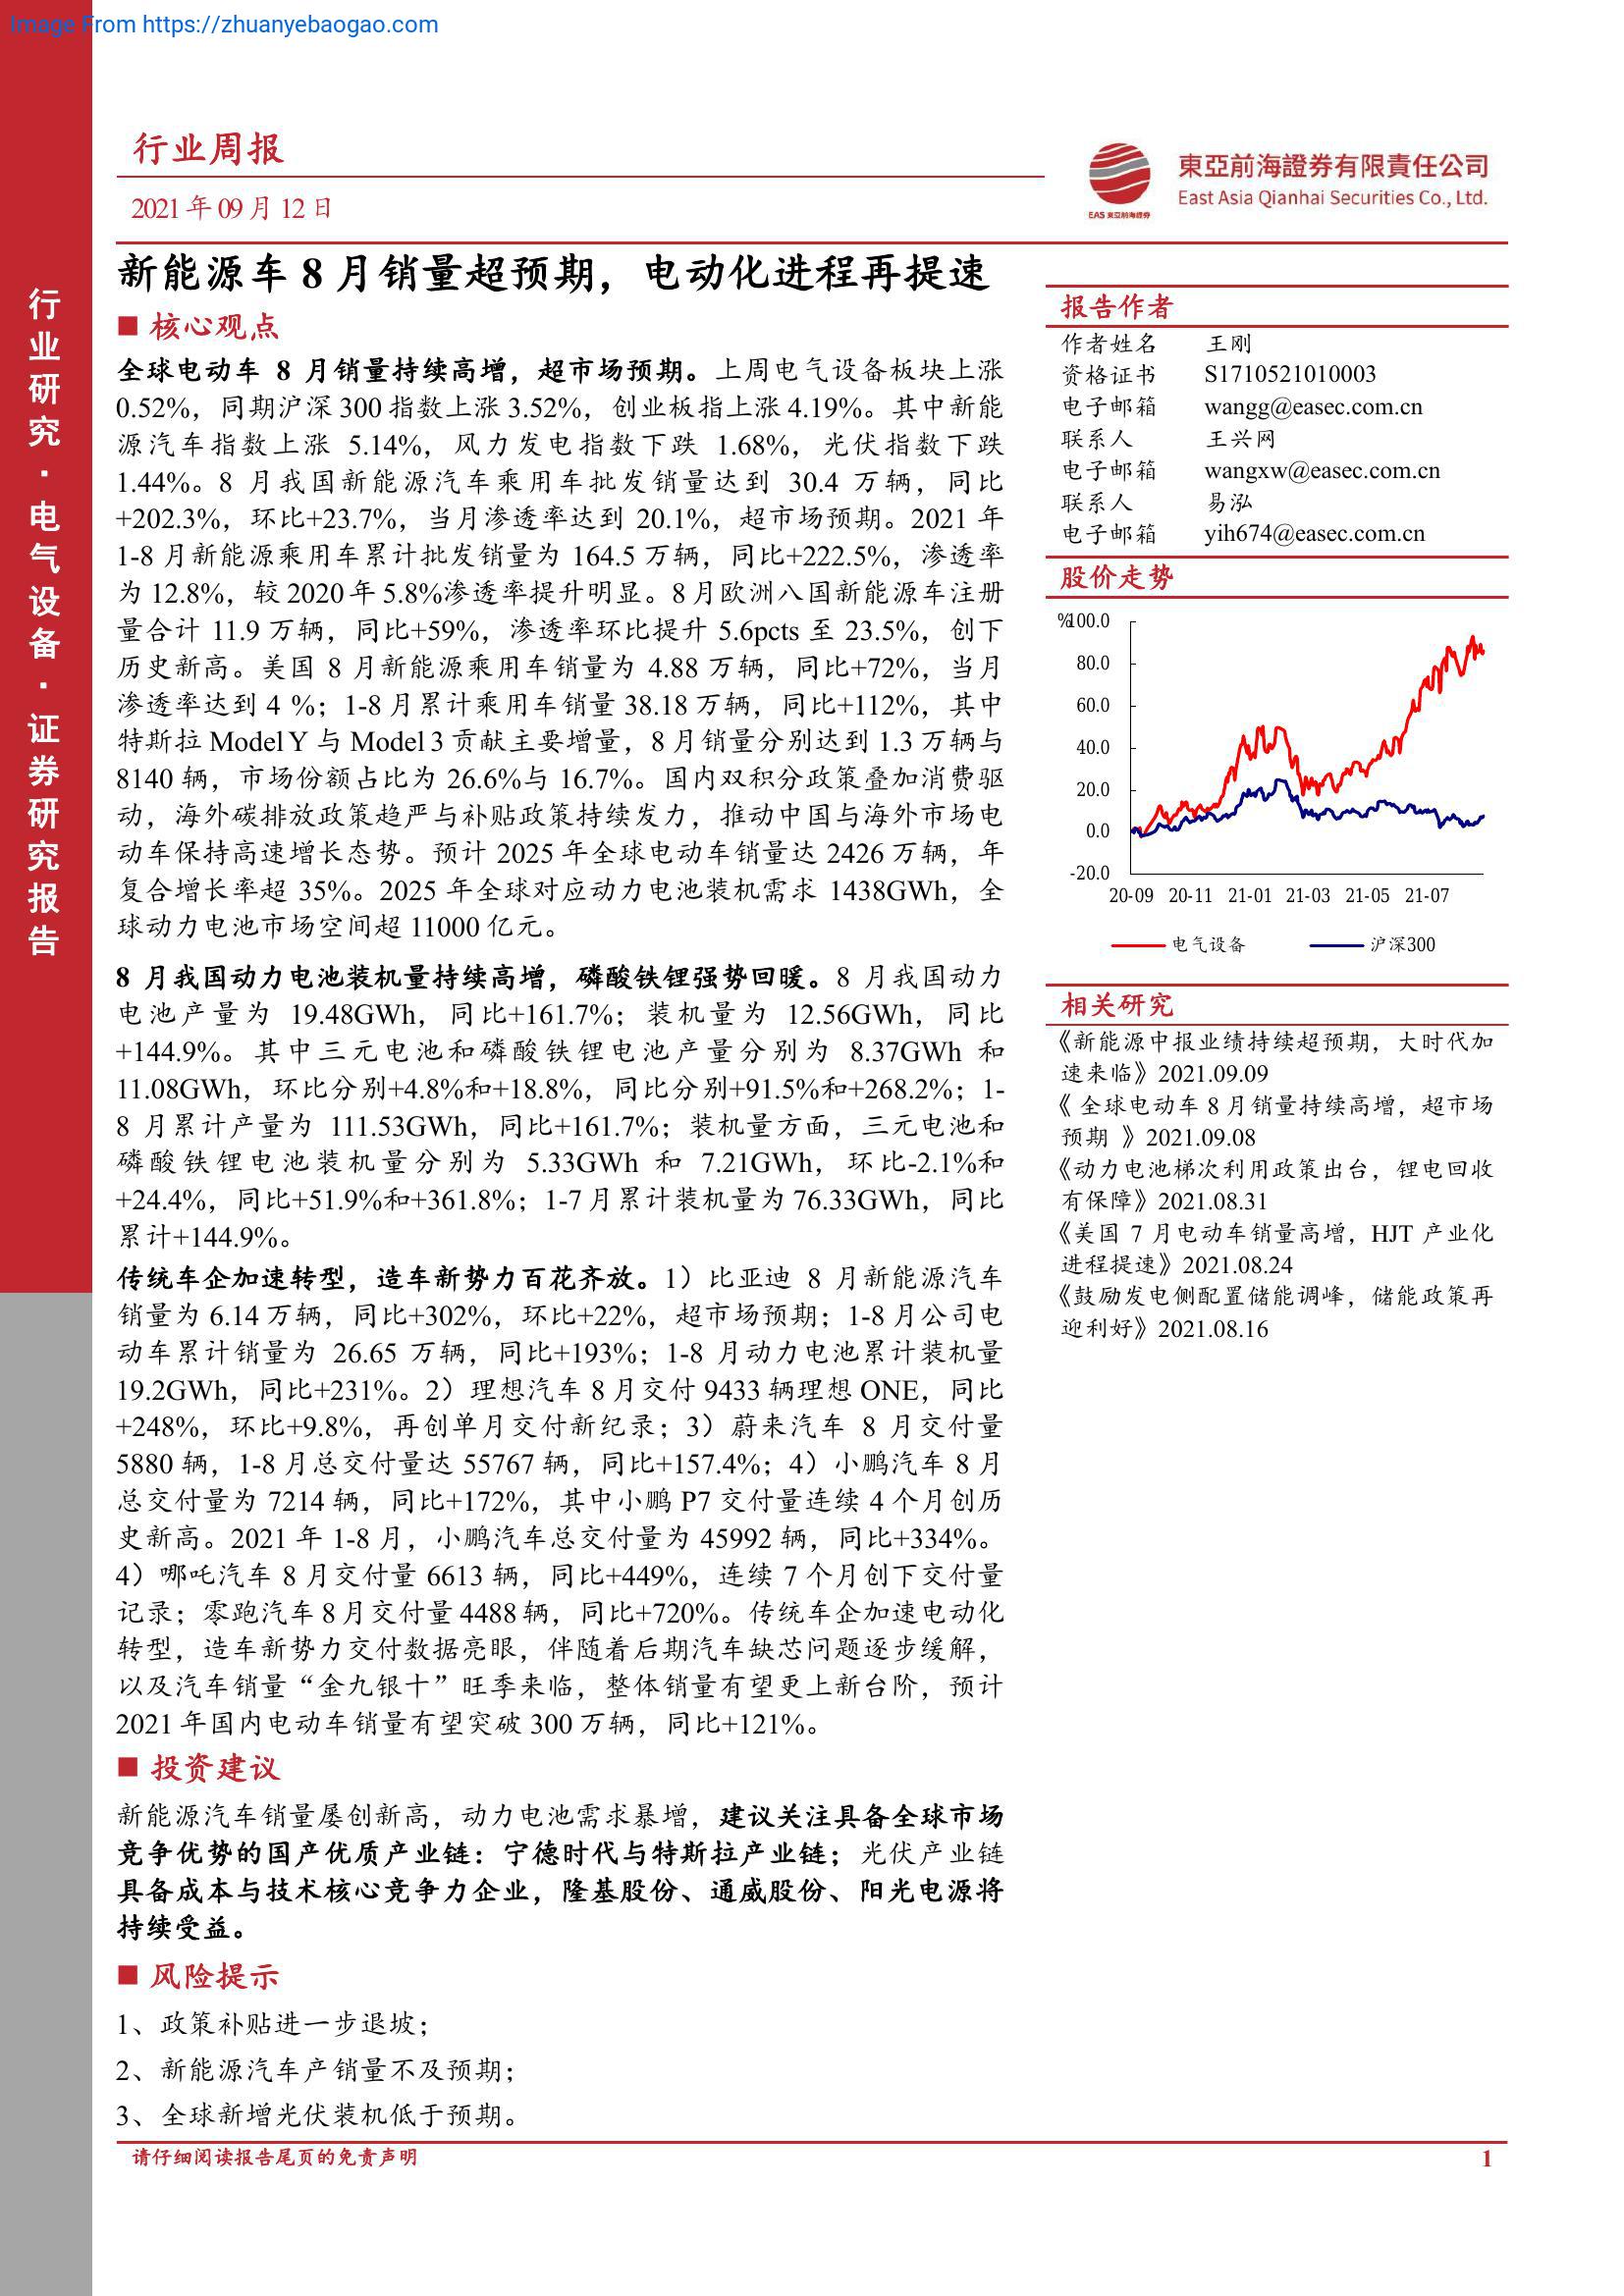 Image From https://zhuanyebaogao.com
行业周报
2021年09月12日
EAS 東亞前海證券
東亞前海證券有限責任公司
East Asia Qianhai Securities Co., Ltd.
行业研究·电气设备·证券研究报告
新能源车8月销量超预期，电动化进程再提速
■ 核心观点
全球电动车 8 月销量持续高增，超市场预期。上周电气设备板块上涨
0.52%，同期沪深300指数上涨3.52%，创业板指上涨4.19%。其中新能
源汽车指数上涨 5.14%，风力发电指数下跌 1.68%，光伏指数下跌
1.44%。8 月我国新能源汽车乘用车批发销量达到 30.4 万辆，同比
+202.3%，环比+23.7%，当月渗透率达到 20.1%，超市场预期。2021 年
1-8月新能源乘用车累计批发销量为 164.5 万辆，同比+222.5%，渗透率
为12.8%，较2020年5.8%渗透率提升明显。8月欧洲八国新能源车注册
量合计 11.9 万辆，同比+59%，渗透率环比提升 5.6pcts 至 23.5%，创下
历史新高。美国 8 月新能源乘用车销量为 4.88 万辆，同比+72%，当月
渗透率达到 4 %；1-8月累计乘用车销量38.18万辆，同比+112%，其中
特斯拉Model Y 与 Model 3贡献主要增量，8月销量分别达到1.3万辆与
8140 辆，市场份额占比为 26.6%与 16.7%。国内双积分政策叠加消费驱
动，海外碳排放政策趋严与补贴政策持续发力，推动中国与海外市场电
动车保持高速增长态势。预计 2025年全球电动车销量达 2426万辆，年
复合增长率超 35%。2025 年全球对应动力电池装机需求 1438GWh，全
球动力电池市场空间超11000亿元。
8 月我国动力电池装机量持续高增，磷酸铁锂强势回暖。8 月我国动力
电池产量为 19.48GWh，同比+161.7%；装机量为 12.56GWh，同比
+144.9%。其中三元电池和磷酸铁锂电池产量分别为 8.37GWh 和
11.08GWh，环比分别+4.8%和+18.8%，同比分别+91.5%和+268.2%；1-
8 月累计产量为 111.53GWh，同比+161.7%；装机量方面，三元电池和
磷酸铁锂电池装机量分别为 5.33GWh 和 7.21GWh，环比-2.1%和
+24.4%，同比+51.9%和+361.8%；1-7月累计装机量为76.33GWh，同比
累计+144.9%。
传统车企加速转型，造车新势力百花齐放。1）比亚迪 8 月新能源汽车
销量为6.14万辆，同比+302%，环比+22%，超市场预期；1-8月公司电
动车累计销量为 26.65 万辆，同比+193%；1-8 月动力电池累计装机量
19.2GWh，同比+231%。2）理想汽车8月交付9433辆理想ONE，同比
+248%，环比+9.8%，再创单月交付新纪录；3）蔚来汽车 8 月交付量
5880 辆，1-8 月总交付量达 55767 辆，同比+157.4%；4）小鹏汽车 8 月
总交付量为 7214 辆，同比+172%，其中小鹏 P7 交付量连续 4 个月创历
史新高。2021 年 1-8 月，小鹏汽车总交付量为 45992 辆，同比+334%。
4）哪吒汽车 8 月交付量 6613 辆，同比+449%，连续 7 个月创下交付量
记录；零跑汽车8月交付量4488辆，同比+720%。传统车企加速电动化
转型，造车新势力交付数据亮眼，伴随着后期汽车缺芯问题逐步缓解，
以及汽车销量“金九银十”旺季来临，整体销量有望更上新台阶，预计
2021年国内电动车销量有望突破300万辆，同比+121%。
■ 投资建议
新能源汽车销量屡创新高，动力电池需求暴增，建议关注具备全球市场
竞争优势的国产优质产业链：宁德时代与特斯拉产业链；光伏产业链
具备成本与技术核心竞争力企业，隆基股份、通威股份、阳光电源将
持续受益。
■ 风险提示
1、政策补贴进一步退坡；
2、新能源汽车产销量不及预期；
3、全球新增光伏装机低于预期。
报告作者
作者姓名 王刚
资格证书 S1710521010003
电子邮箱 wangg@easec.com.cn
联系人 王兴网
电子邮箱 wangxw@easec.com.cn
联系人 易泓
电子邮箱 yih674@easec.com.cn
股价走势
%100.0
80.0
60.0
40.0
20.0
0.0
-20.0
20-09 20-11 21-01 21-03 21-05 21-07
电气设备 沪深300
相关研究
《新能源中报业绩持续超预期，大时代加
速来临》2021.09.09
《 全球电动车 8 月销量持续高增，超市场
预期 》2021.09.08
《动力电池梯次利用政策出台，锂电回收
有保障》2021.08.31
《美国 7 月电动车销量高增，HJT 产业化
进程提速》2021.08.24
《鼓励发电侧配置储能调峰，储能政策再
迎利好》2021.08.16
请仔细阅读报告尾页的免责声明
1